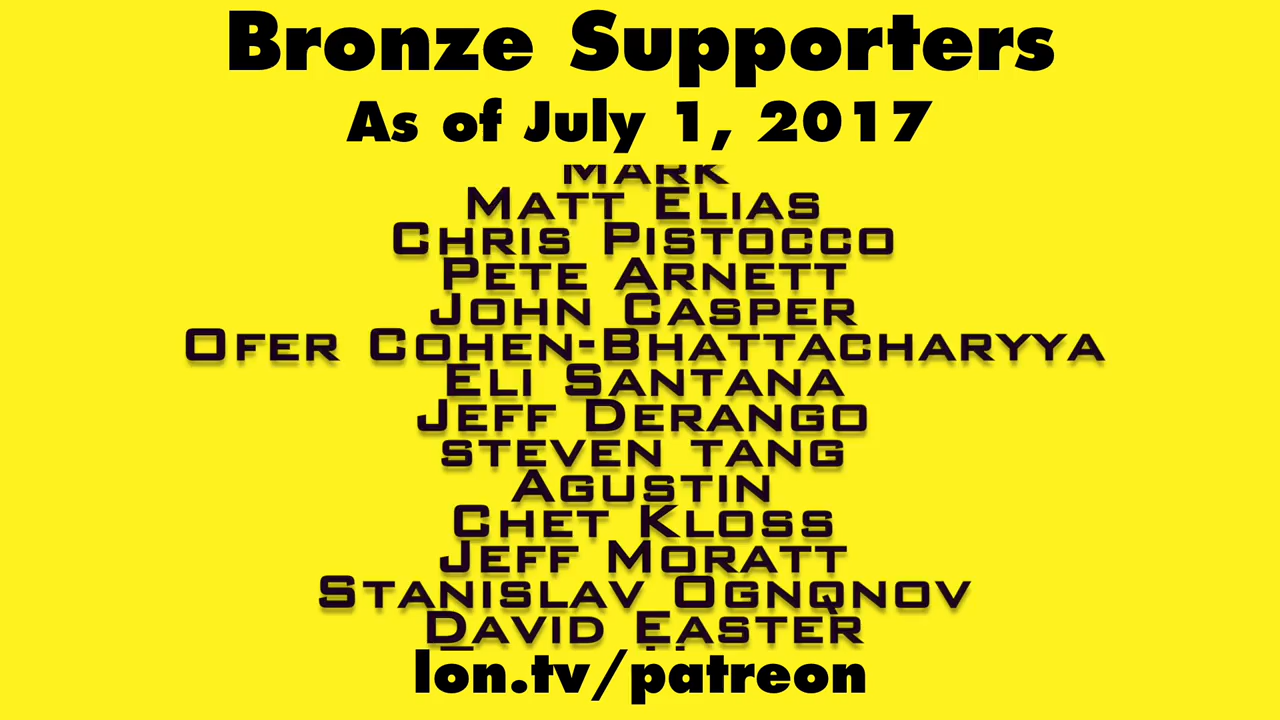 Bronze Supporters
As of July 1, 2017
Mark
Matt Elias
Chris Pistocco
Pete Arnett
John Casper
Ofer Cohen-Bhattacharyya
Eli Santana
Jeff Derango
steven tang
Agustin
Chet Kloss
Jeff Moratt
Stanislav Ognqnov
David Easter
lon.tv/patreon